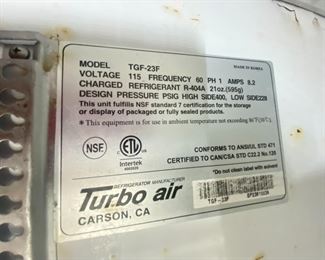 MADE IN KOREA
MODEL TGF-23F
VOLTAGE 115 FREQUENCY 60 PH 1 AMPS 8.2
CHARGED REFRIGERANT R-404A 21oz.(595g)
DESIGN PRESSURE PSIG HIGH SIDE400, LOW SIDE228
This unit fulfills NSF standard 7 certification for the storage
or display of packaged or fully sealed products.
* This equipment is for use in ambient temperature not exceeding 86°F(30°C).
NSF
ETL
Intertek
CONFORMS TO ANSI/UL STD 471
CERTIFIED TO CAN/CSA STD C22.2 No.120
*Do not clean label with solvent
REFRIGERATOR MANUFACTURER
Turbo air
CARSON, CA